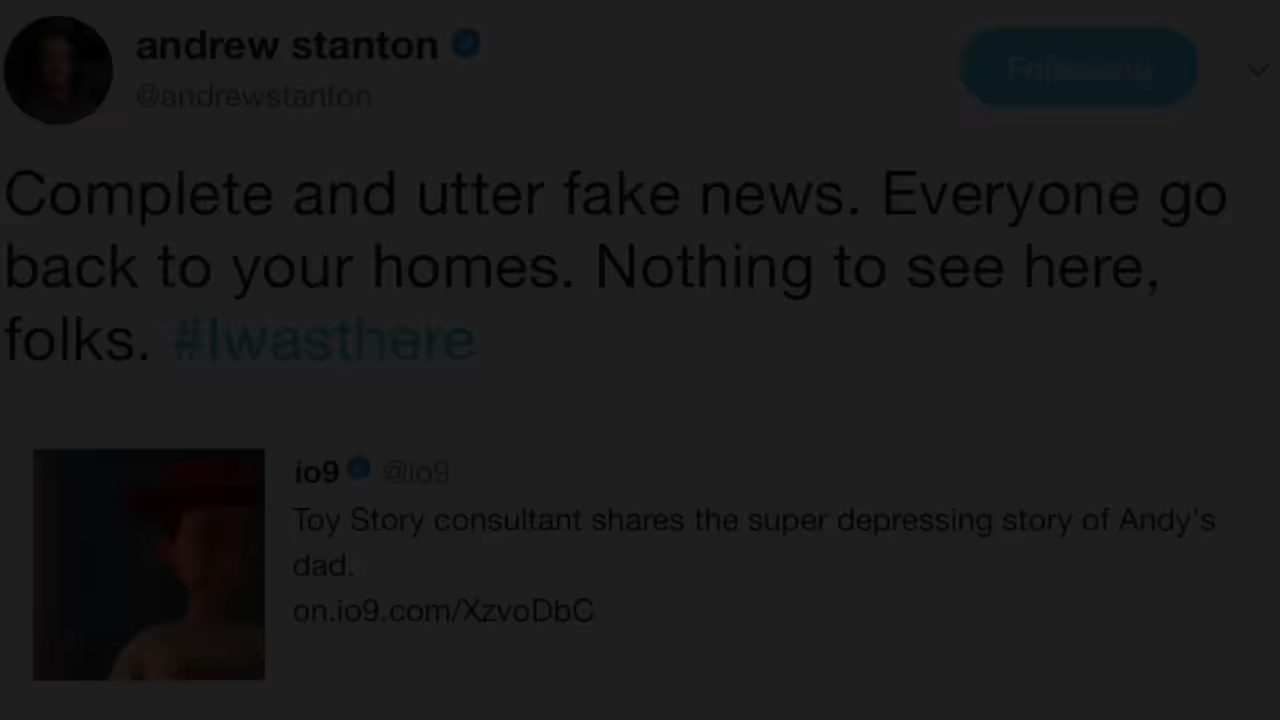 andrew stanton
@andrewstanton
Following
Complete and utter fake news. Everyone go
back to your homes. Nothing to see here,
folks. #Iwasthere
io9 @io9
Toy Story consultant shares the super depressing story of Andy's
dad.
on.io9.com/XzvoDbC